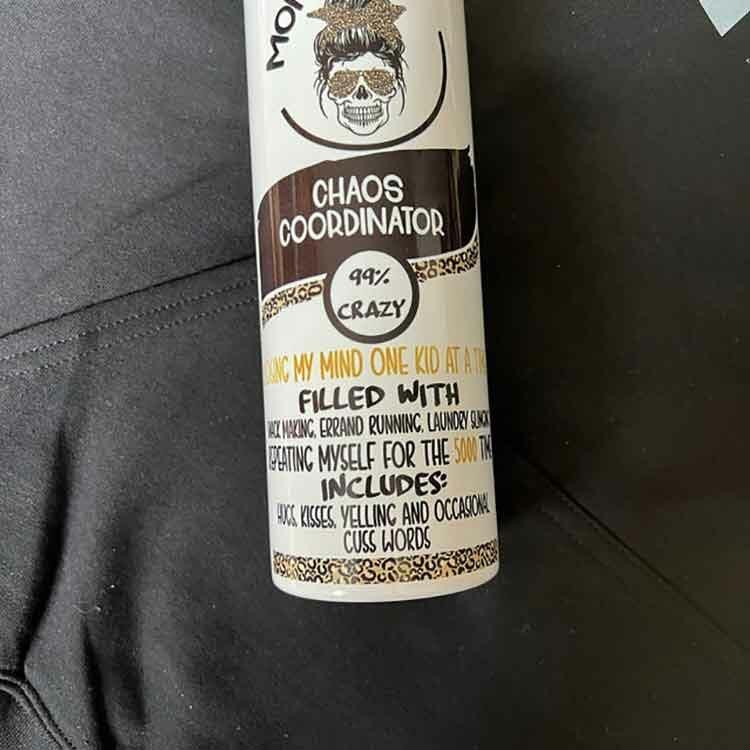 CHAOS
COORDINATOR
99%
CRAZY
MY MIND ONE KID AT A
FILLED WITH
MAKING, ERRAND RUNNING, LAUNDRY
MYSELF FOR THE 5000
INCLUDES:
HUGS, KISSES, YELLING AND OCCASIONAL
CUSS WORDS